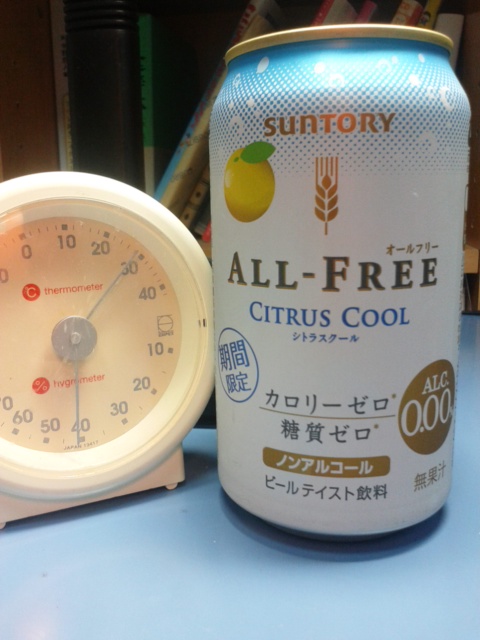 SUNTORY
オールフリー
ALL-FREE
CITRUS COOL
シトラスクール
期間
限定
カロリーゼロ*
糖質ゼロ*
ALC.
0.00%
ノンアルコール
ビールテイスト飲料
無果汁
0 10 20 30 40
°C thermometer
10 20 30 40 50 60 70
% hygrometer
JAPAN